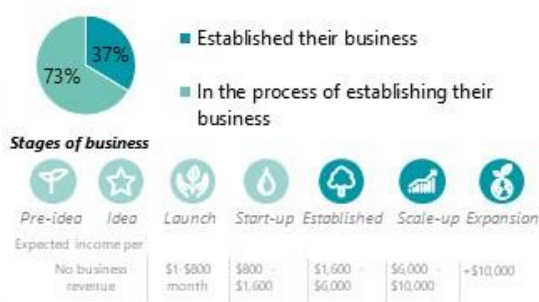 37%
73%
Established their business
In the process of establishing their
business
Stages of business
Pre-idea Idea Launch Start-up Established Scale-up Expansion
Expected income per
No business
revenue
$1-$800
month
$800 -
$1,600
$1,600 -
$6,000
$6,000 -
$10,000
+$10,000